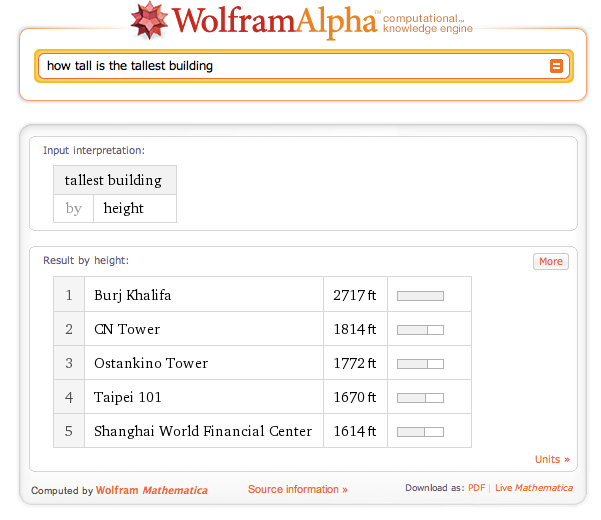 WolframAlpha™ computational...
knowledge engine
how tall is the tallest building
Input interpretation:
tallest building
by height
Result by height: More
1 Burj Khalifa 2717 ft
2 CN Tower 1814 ft
3 Ostankino Tower 1772 ft
4 Taipei 101 1670 ft
5 Shanghai World Financial Center 1614 ft
Units »
Computed by Wolfram Mathematica Source information » Download as: PDF | Live Mathematica